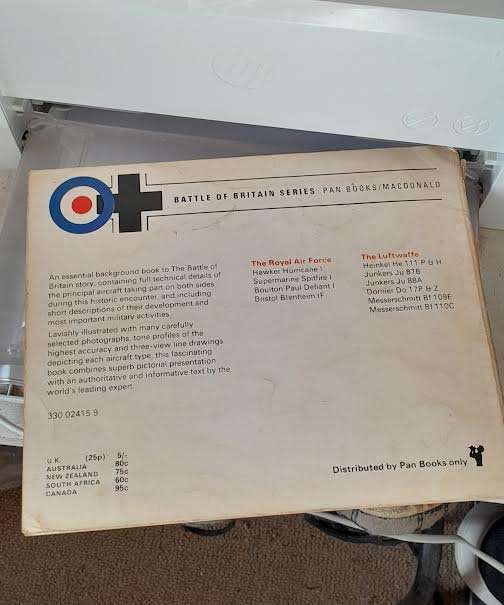 BATTLE OF BRITAIN SERIES PAN BOOKS/MACDONALD
An essential background book to The Battle of
Britain story, containing full technical details of
the principal aircraft taking part on both sides
during this historic encounter, and including
short descriptions of their development and
most important military activities.
Lavishly illustrated with many carefully
selected photographs, tone profiles of the
highest accuracy and three-view line drawings
depicting each aircraft type, this fascinating
book combines superb pictorial presentation
with an authoritative and informative text by the
world's leading expert.
The Royal Air Force
Hawker Hurricane I
Supermarine Spitfire I
Boulton Paul Defiant I
Bristol Blenheim IF
The Luftwaffe
Heinkel He 111 P & H
Junkers Ju 87B
Junkers Ju 88A
Dornier Do 17P & Z
Messerschmitt Bf 109E
Messerschmitt Bf 110C
330 02415 9
U.K. (25p) 5/-
AUSTRALIA 80c
NEW ZEALAND 75c
SOUTH AFRICA 60c
CANADA 95c
Distributed by Pan Books only